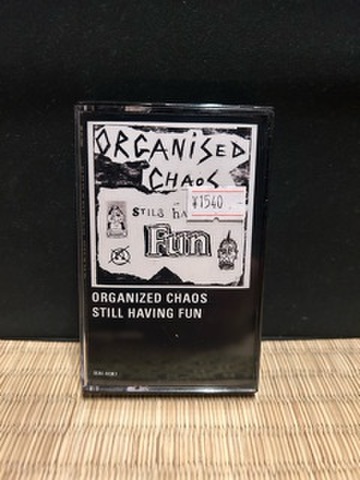 ORGANISED
CHAOS
¥1540
STILL HA
Fun
ORGANIZED CHAOS
STILL HAVING FUN